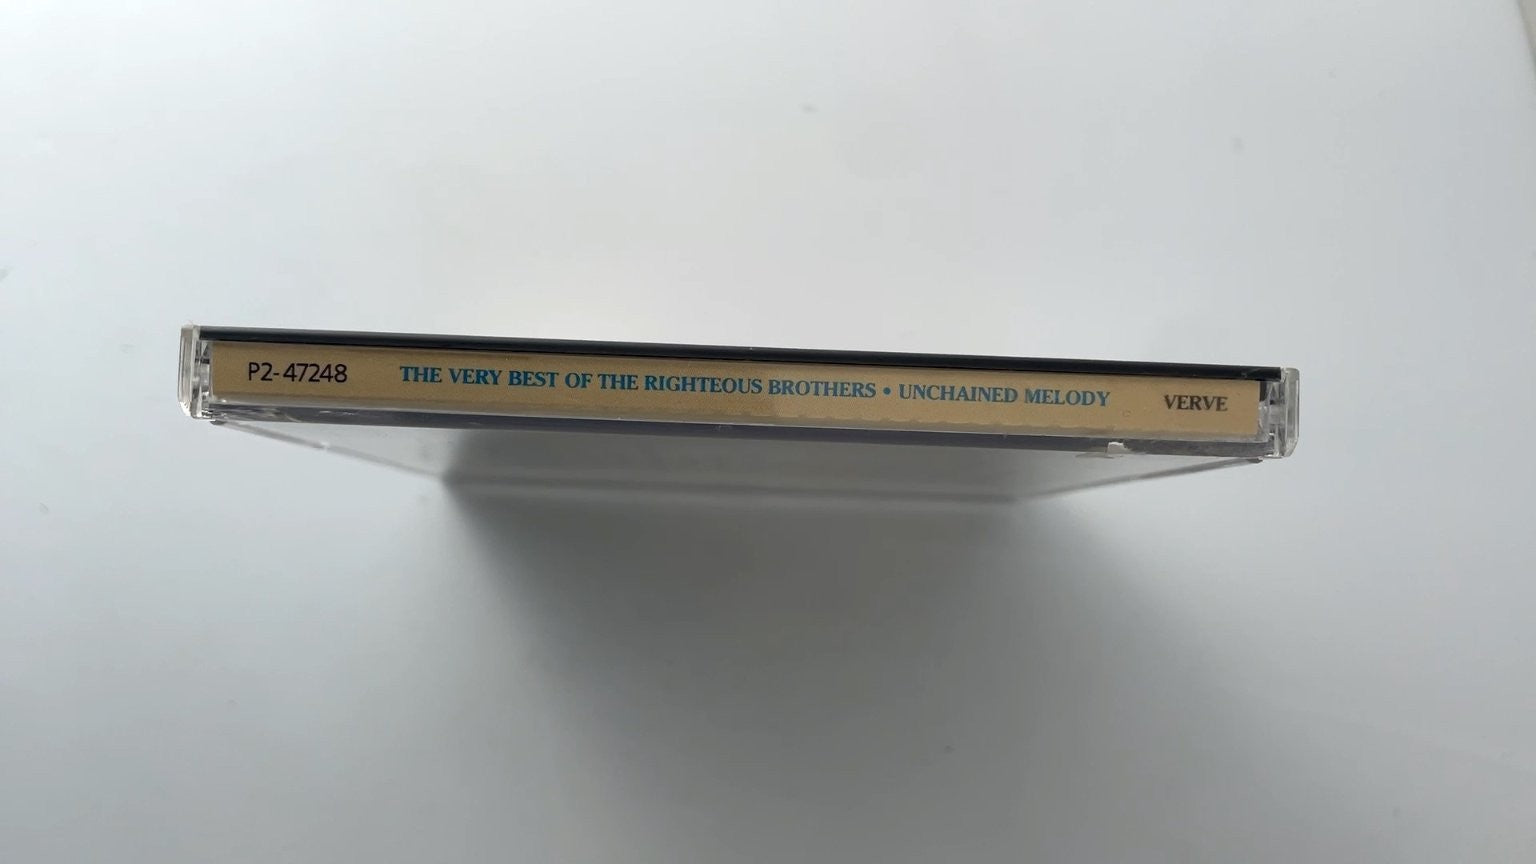 P2-47248 THE VERY BEST OF THE RIGHTEOUS BROTHERS • UNCHAINED MELODY VERVE